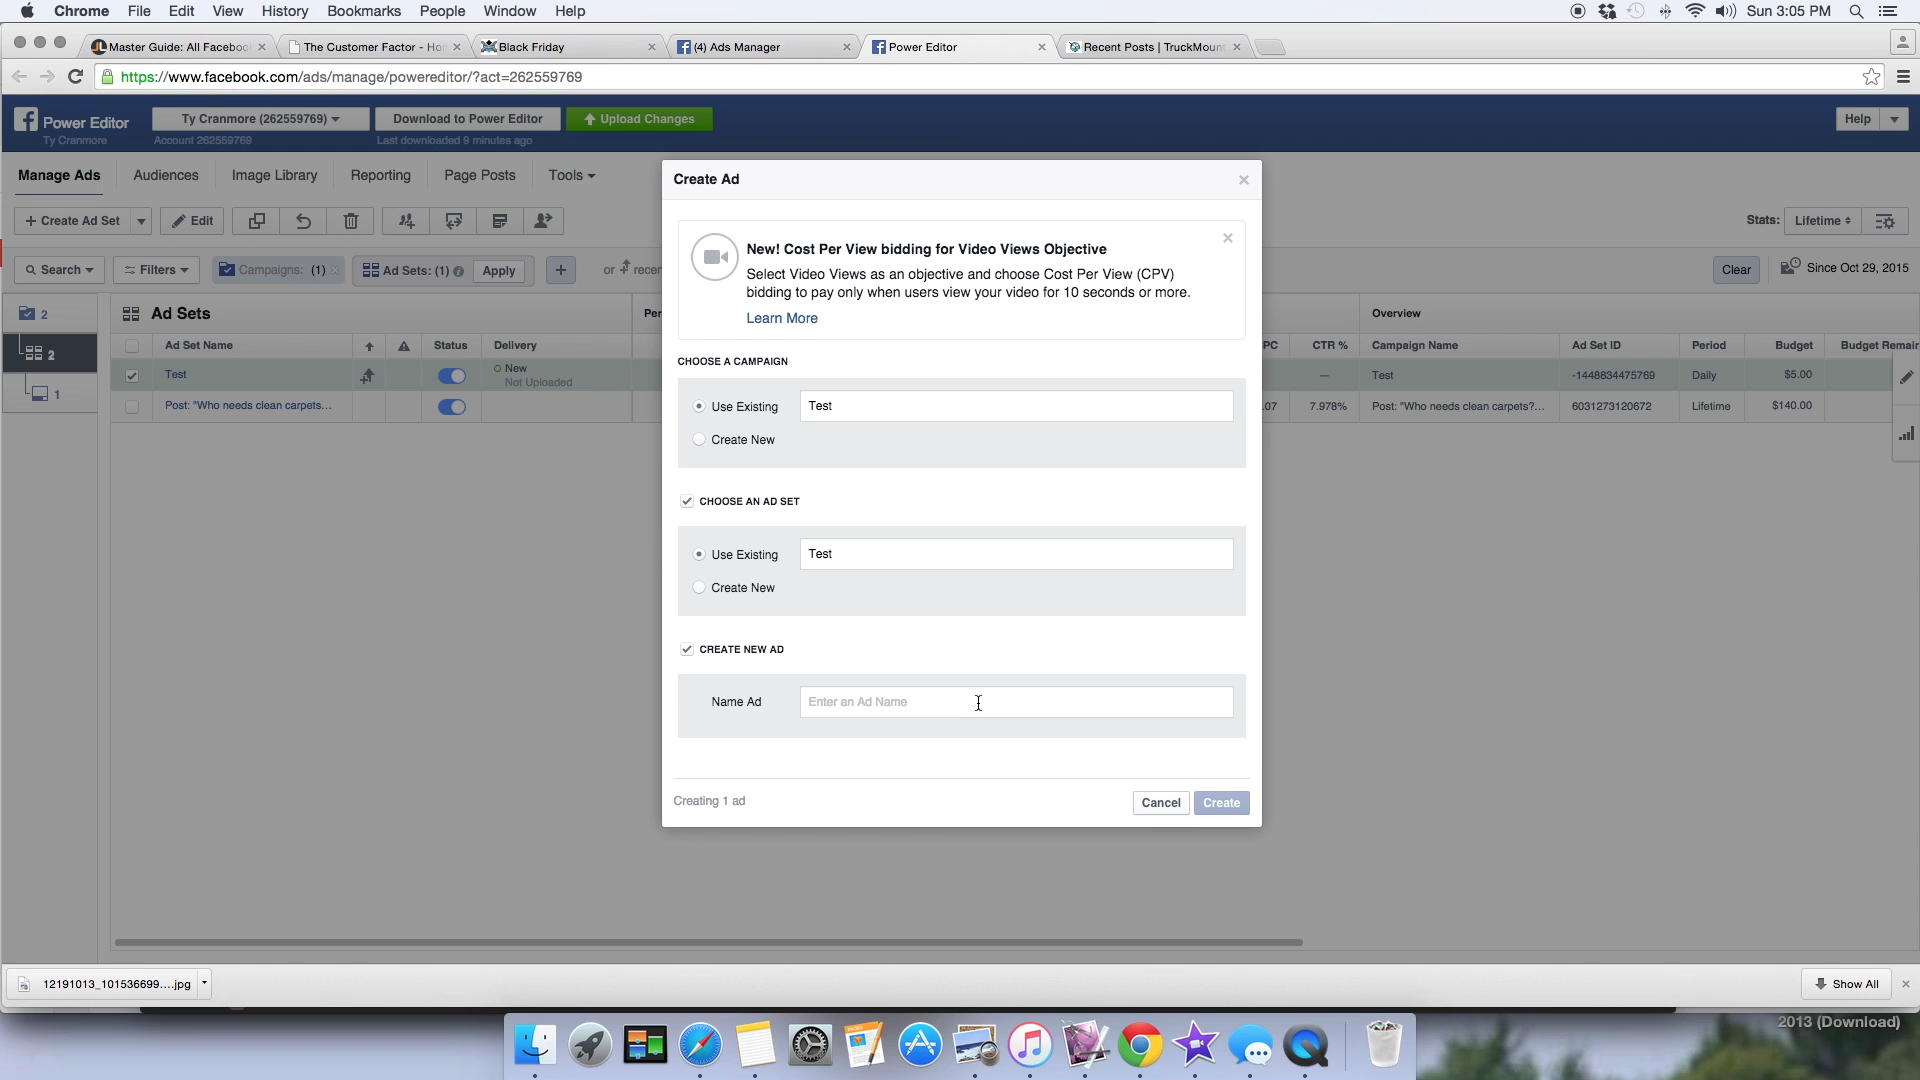 Chrome File Edit View History Bookmarks People Window Help Sun 3:05 PM
Master Guide: All Faceboo The Customer Factor - Ho Black Friday (4) Ads Manager Power Editor Recent Posts | TruckMount
https://www.facebook.com/ads/manage/powereditor/?act=262559769
Power Editor Ty Cranmore (262559769) Download to Power Editor Upload Changes Help
Ty Cranmore Account 262559769 Last downloaded 9 minutes ago
Manage Ads Audiences Image Library Reporting Page Posts Tools
Create Ad
+ Create Ad Set Edit Stats: Lifetime
New! Cost Per View bidding for Video Views Objective
Select Video Views as an objective and choose Cost Per View (CPV)
bidding to pay only when users view your video for 10 seconds or more.
Learn More
Search Filters Campaigns: (1) Ad Sets: (1) Apply + or recen Clear Since Oct 29, 2015
2 Ad Sets Per Overview
2 Ad Set Name Status Delivery PC CTR % Campaign Name Ad Set ID Period Budget Budget Remair
Test New — Test -1448834475769 Daily $5.00
Not Uploaded
1 Post: "Who needs clean carpets... .07 7.978% Post: "Who needs clean carpets?... 6031273120672 Lifetime $140.00
CHOOSE A CAMPAIGN
Use Existing Test
Create New
CHOOSE AN AD SET
Use Existing Test
Create New
CREATE NEW AD
Name Ad Enter an Ad Name
Creating 1 ad Cancel Create
12191013_101536699....jpg Show All
2013 (Download)